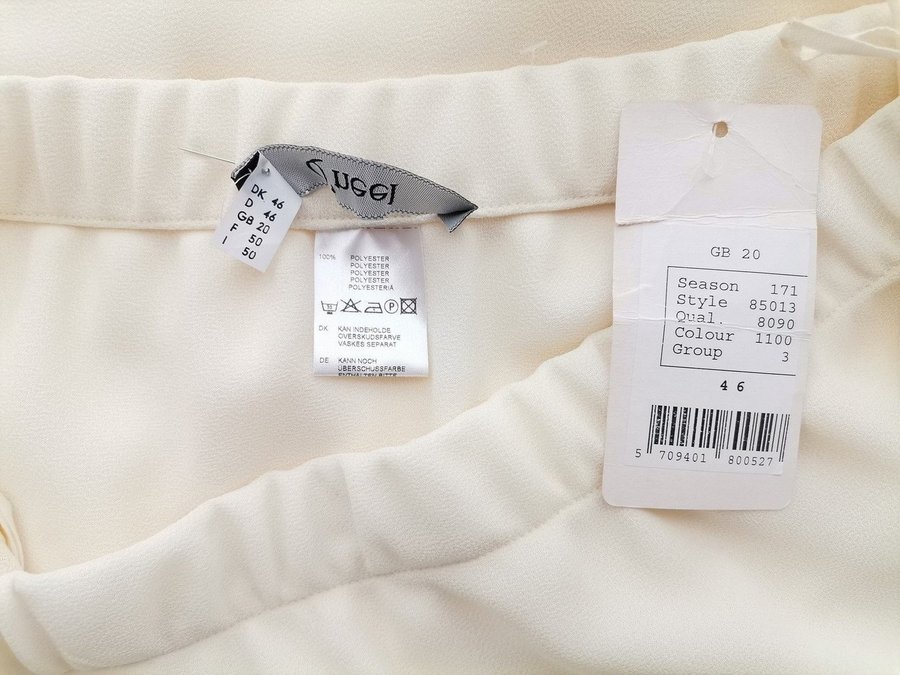 DK 46
D 46
GB 20
F 50
I 50
100% POLYESTER
POLYESTER
POLYESTER
POLYESTER
POLYESTERIA
P
DK KAN INDEHOLDE
OVERSKUDSFARVE
VASKES SEPARAT
DE KANN NOCH
ÜBERSCHUSSFARBE
ENTHALTEN BITTE
GB 20
Season 171
Style 85013
Qual. 8090
Colour 1100
Group 3
46
5 709401 800527